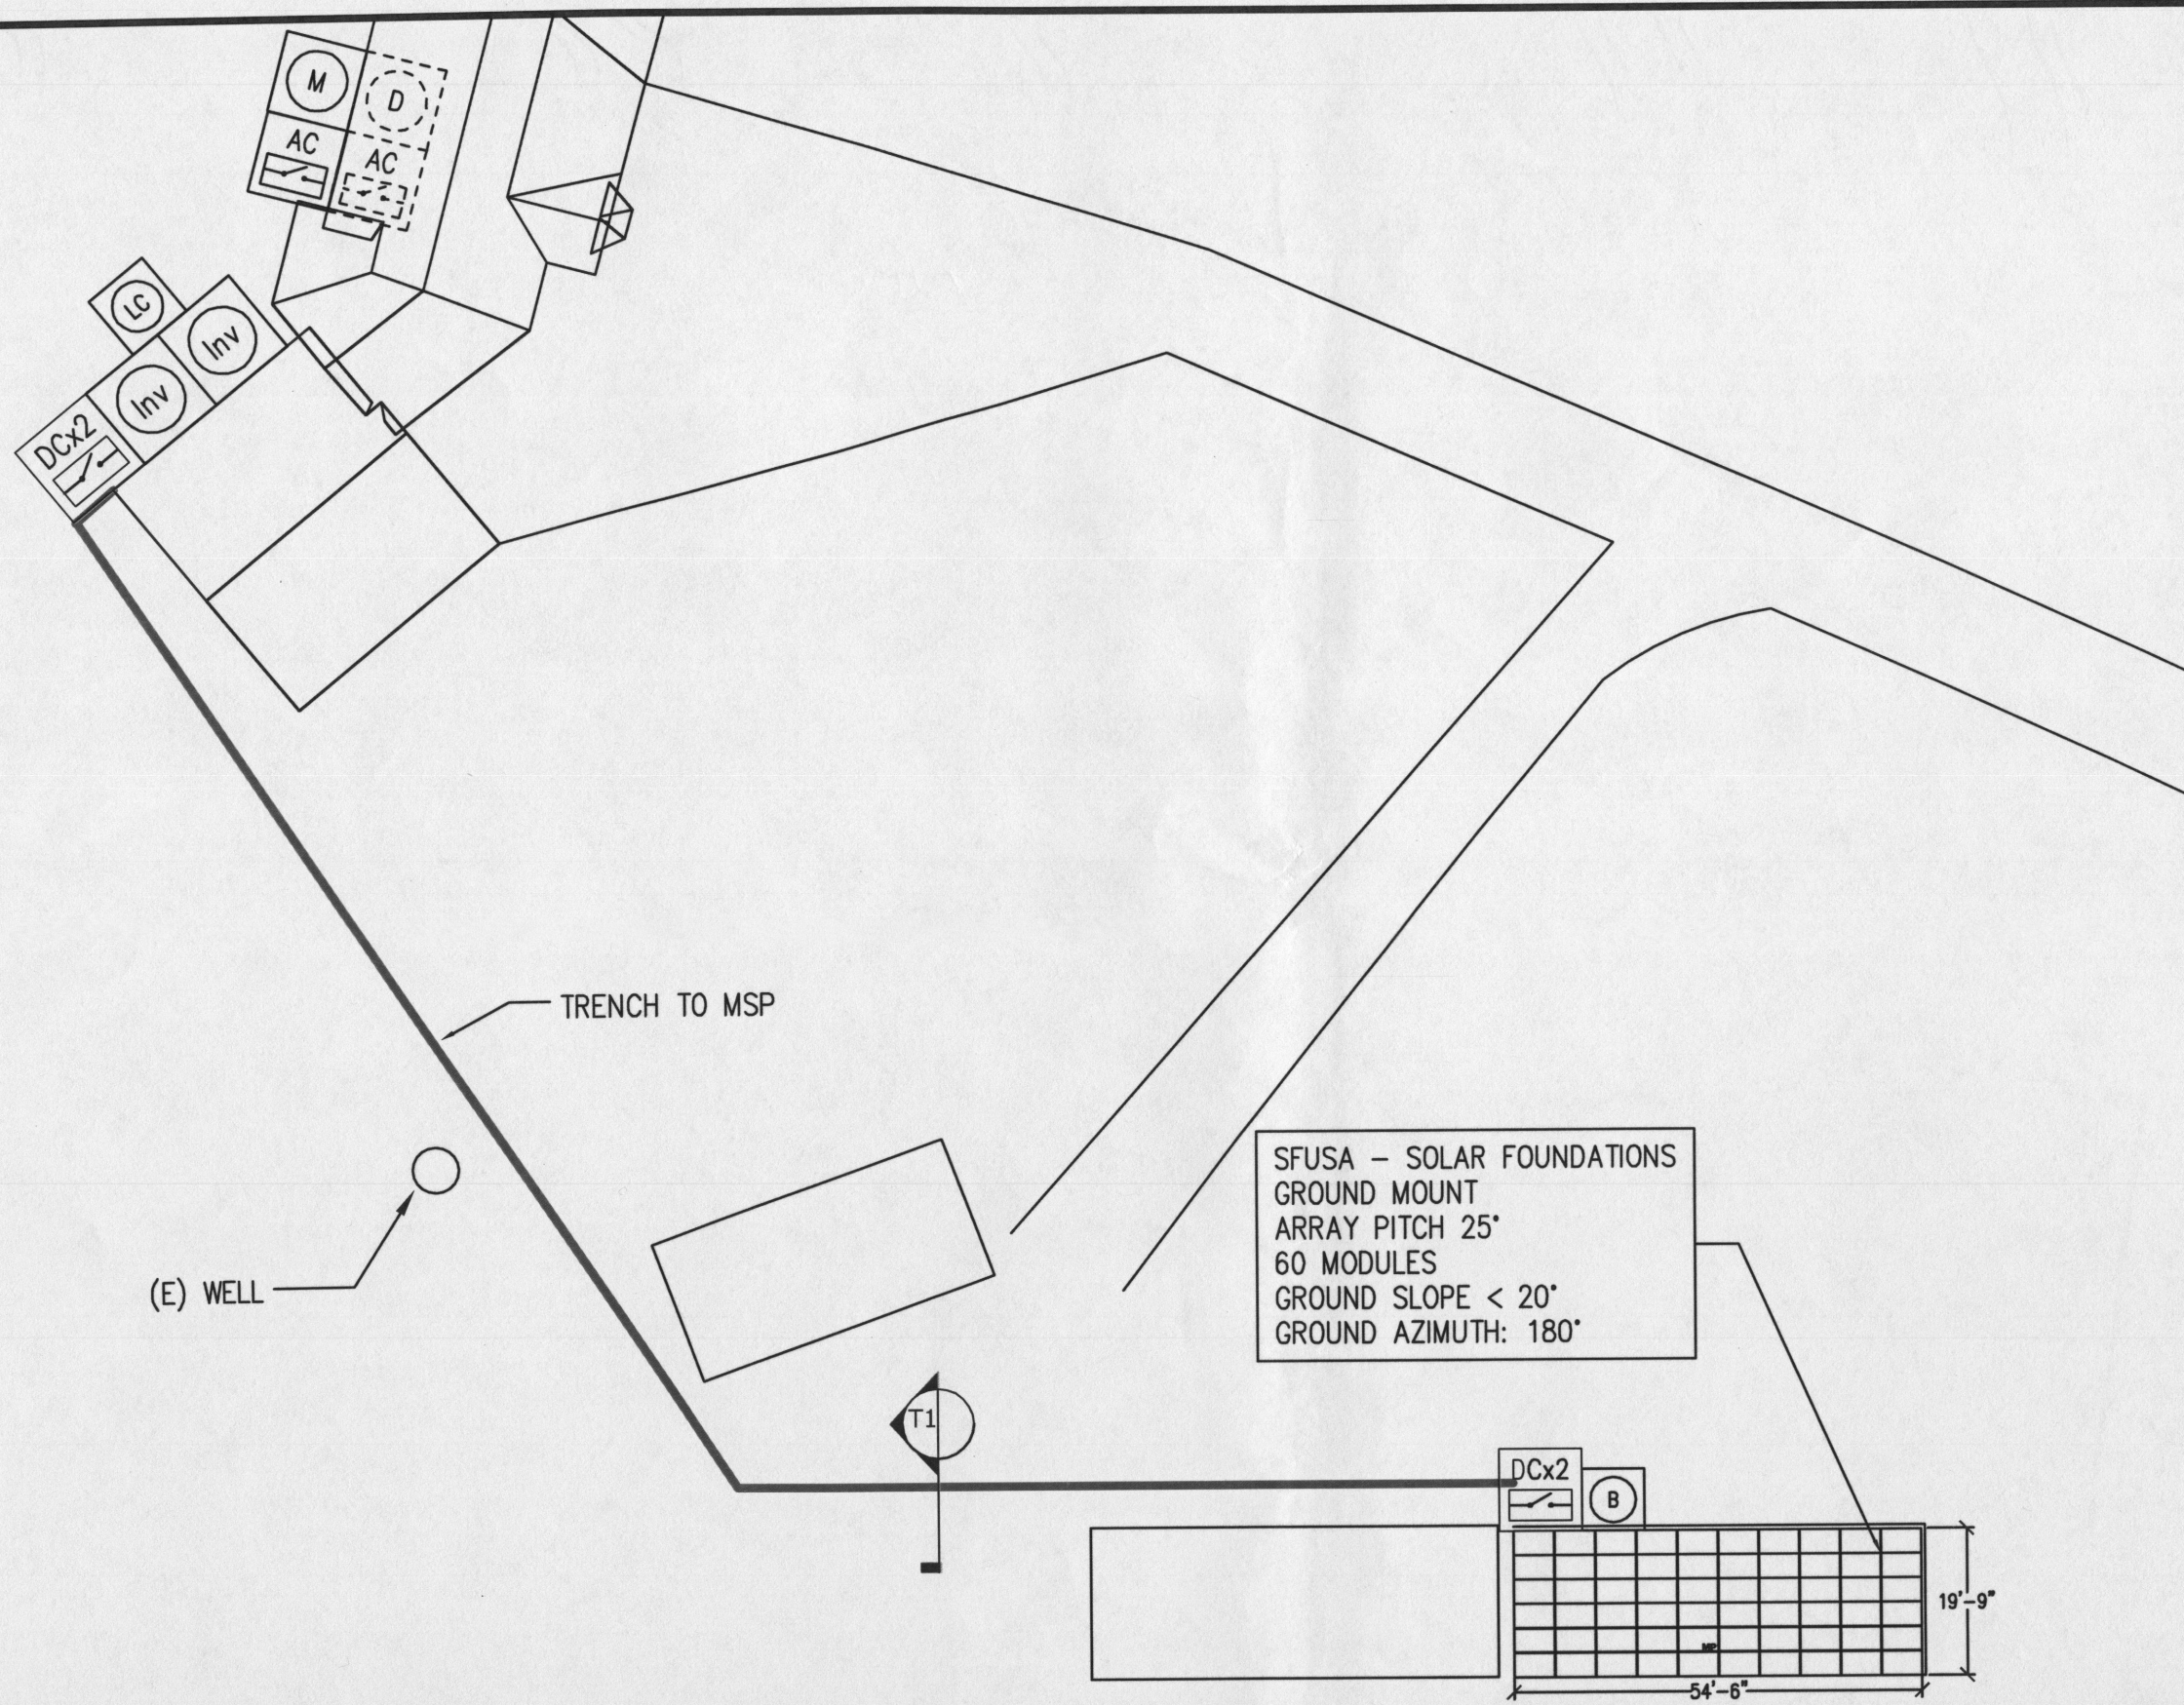 M
D
AC
AC
LC
Inv
Inv
DCx2
TRENCH TO MSP
(E) WELL
SFUSA – SOLAR FOUNDATIONS
GROUND MOUNT
ARRAY PITCH 25°
60 MODULES
GROUND SLOPE < 20°
GROUND AZIMUTH: 180°
T1
DCx2
B
19'-9"
MP
54'-6"